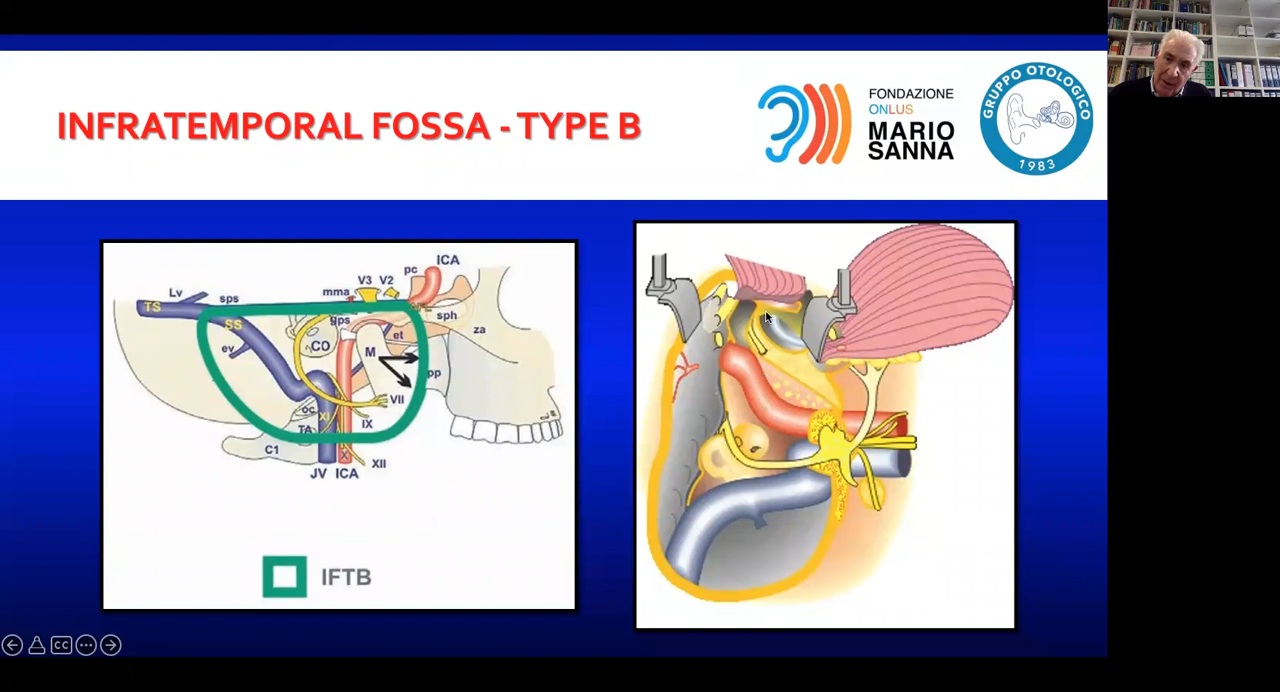 INFRATEMPORAL FOSSA - TYPE B
FONDAZIONE
ONLUS
MARIO
SANNA
GRUPPO OTOLOGICO
1983
ICA
pc
V3
V2
mma
Lv
sps
TS
gps
sph
SS
et
za
ev
CO
M
pp
VII
oc
XI
IX
TA
C1
X
XII
JV
ICA
IFTB
CC